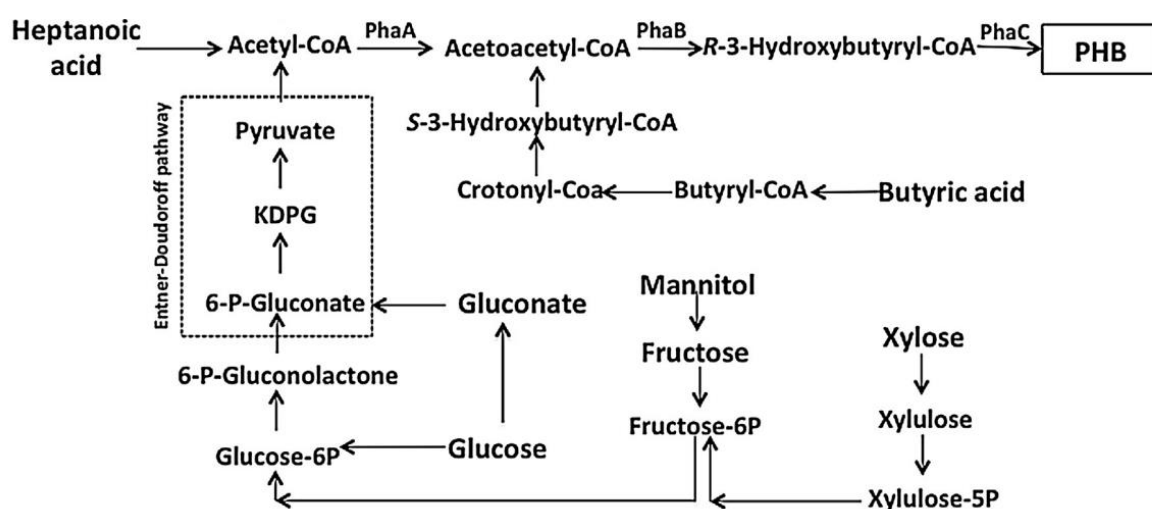 Heptanoic
acid
Acetyl-CoA
PhaA
Acetoacetyl-CoA
PhaB
R-3-Hydroxybutyryl-CoA
PhaC
PHB
Entner-Doudoroff pathway
Pyruvate
S-3-Hydroxybutyryl-CoA
KDPG
Crotonyl-Coa
Butyryl-CoA
Butyric acid
6-P-Gluconate
Gluconate
Mannitol
Fructose
Xylose
6-P-Gluconolactone
Fructose-6P
Xylulose
Glucose-6P
Glucose
Xylulose-5P